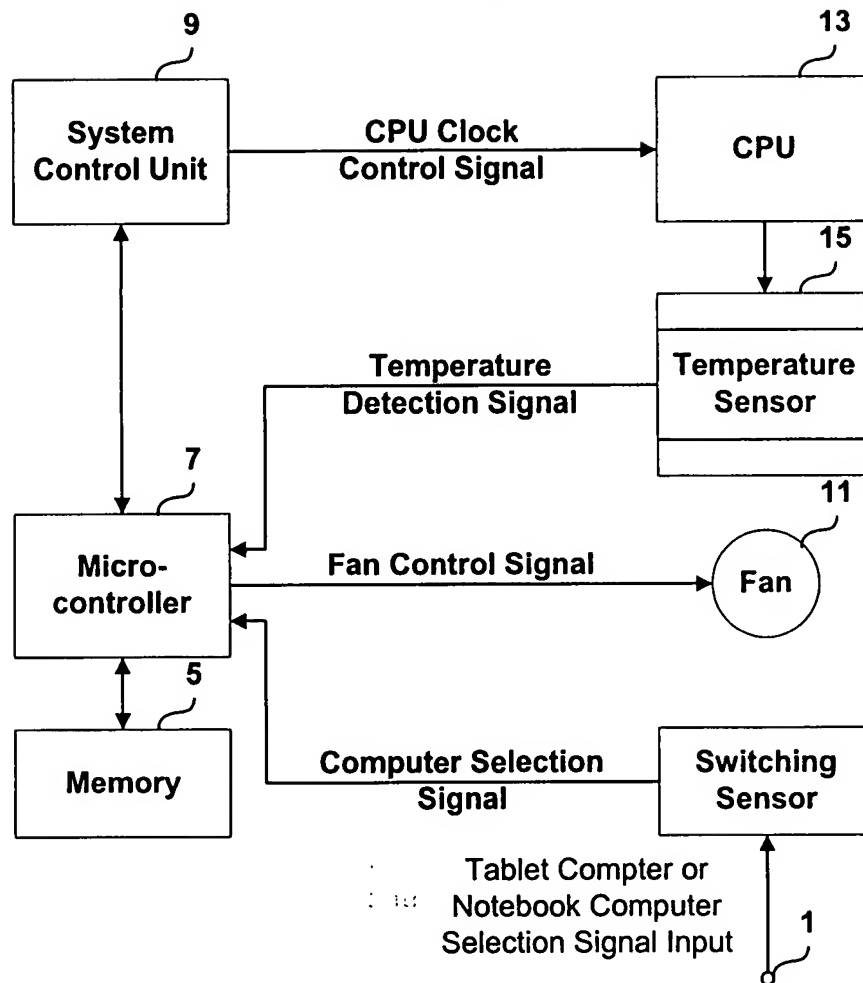 9
13
System
Control Unit
CPU Clock
Control Signal
CPU
15
Temperature
Detection Signal
Temperature
Sensor
7
11
Micro-
controller
Fan Control Signal
Fan
5
Memory
Computer Selection
Signal
Switching
Sensor
Tablet Compter or
Notebook Computer
Selection Signal Input
1